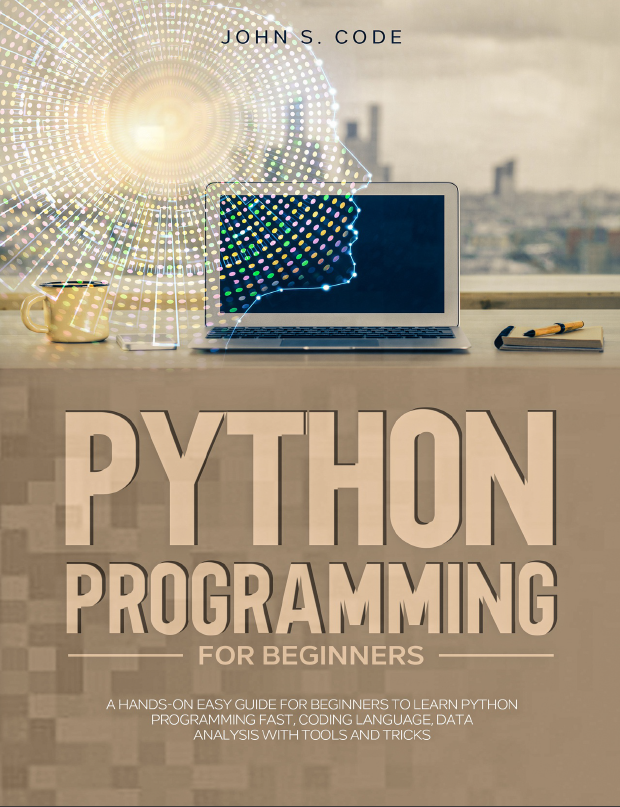 JOHN S. CODE
PYTHON
PROGRAMMING
FOR BEGINNERS
A HANDS-ON EASY GUIDE FOR BEGINNERS TO LEARN PYTHON
PROGRAMMING FAST, CODING LANGUAGE, DATA
ANALYSIS WITH TOOLS AND TRICKS